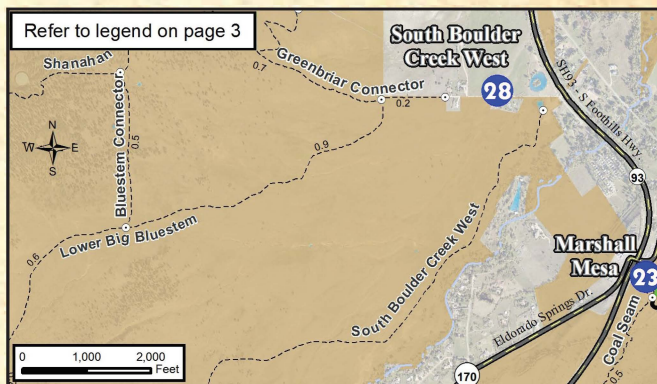 Refer to legend on page 3
Shanahan
0.7
Greenbriar Connector
0.2
South Boulder
Creek West
28
SH93 - S Foothills Hwy.
93
N
W E
S
Bluestem Connector
0.5
0.9
Lower Big Bluestem
0.6
South Boulder Creek West
Marshall
Mesa
23
Eldorado Springs Dr.
Coal Seam
0.5
170
0 1,000 2,000
Feet